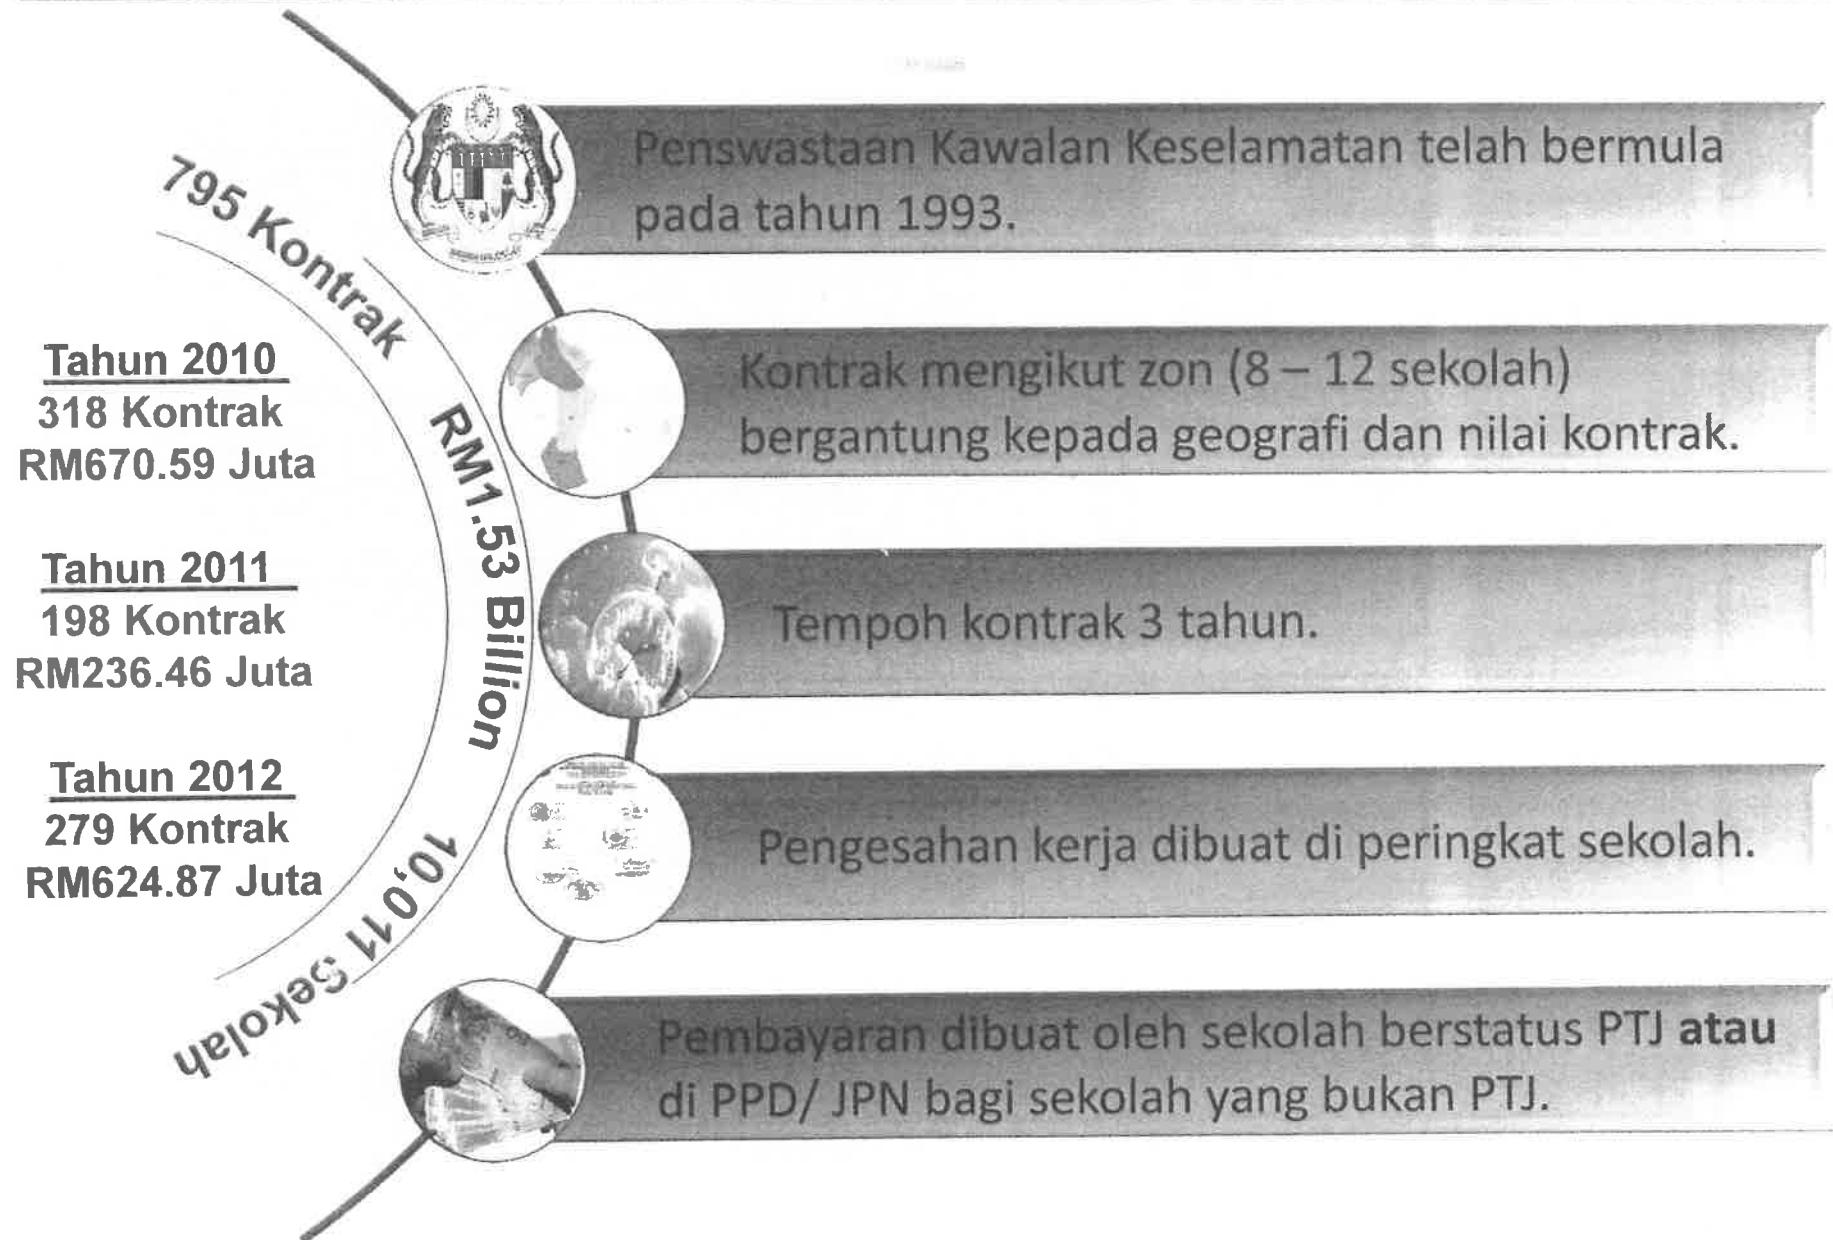 795 Kontrak
RM1.53 Billion
10,011 Sekolah
Tahun 2010
318 Kontrak
RM670.59 Juta
Tahun 2011
198 Kontrak
RM236.46 Juta
Tahun 2012
279 Kontrak
RM624.87 Juta
Penswastaan Kawalan Keselamatan telah bermula
pada tahun 1993.
Kontrak mengikut zon (8 – 12 sekolah)
bergantung kepada geografi dan nilai kontrak.
Tempoh kontrak 3 tahun.
Pengesahan kerja dibuat di peringkat sekolah.
Pembayaran dibuat oleh sekolah berstatus PTJ atau
di PPD/ JPN bagi sekolah yang bukan PTJ.